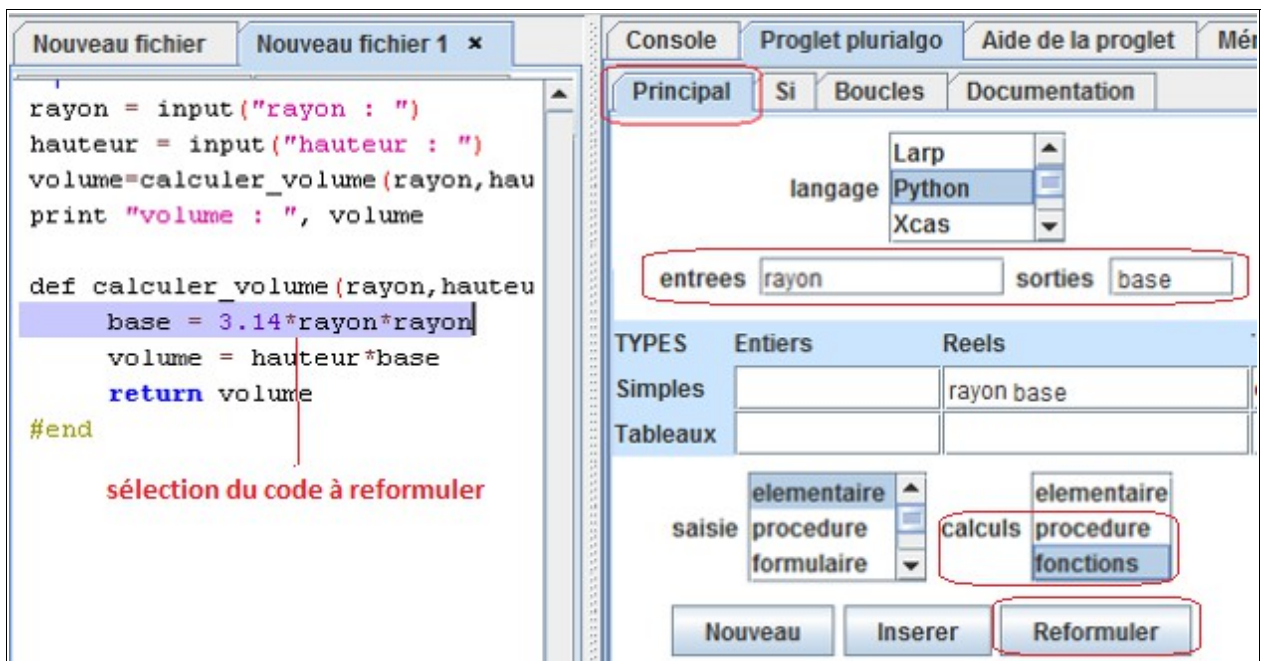 Nouveau fichier Nouveau fichier 1 ×
rayon = input("rayon : ")
hauteur = input("hauteur : ")
volume=calculer_volume(rayon,hau
print "volume : ", volume
def calculer_volume(rayon,hauteu
base = 3.14*rayon*rayon
volume = hauteur*base
return volume
#end
sélection du code à reformuler
Console Proglet plurialgo Aide de la proglet Mér
Principal Si Boucles Documentation
Larp
langage Python
Xcas
entrees rayon sorties base
TYPES Entiers Reels
Simples rayon base
Tableaux
elementaire elementaire
saisie procedure calculs procedure
formulaire fonctions
Nouveau Inserer Reformuler